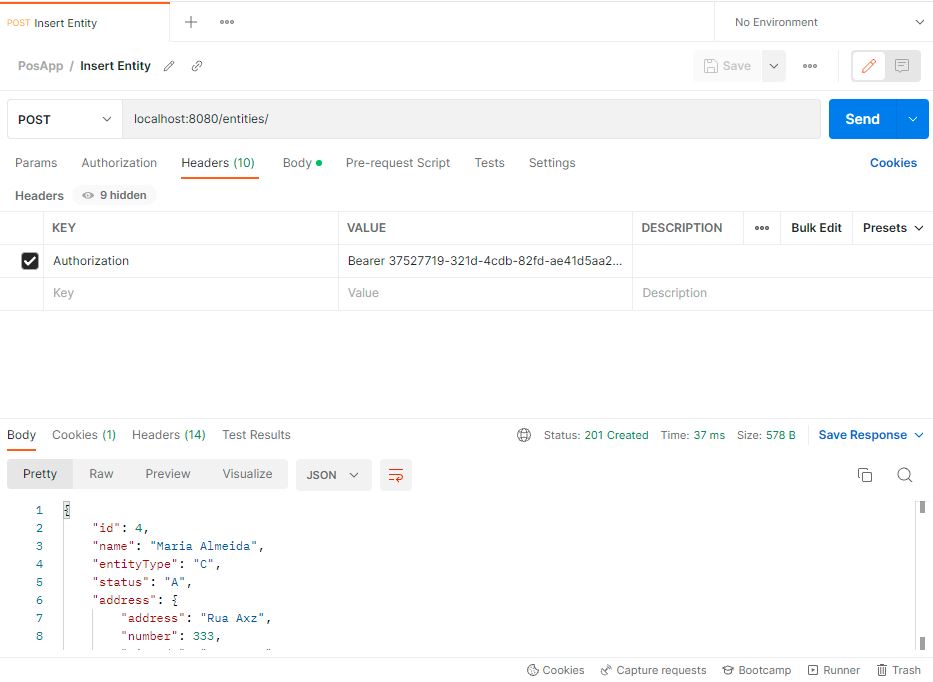 POST Insert Entity
No Environment
PosApp / Insert Entity
Save
POST localhost:8080/entities/ Send
Params Authorization Headers (10) Body Pre-request Script Tests Settings Cookies
Headers 9 hidden
KEY VALUE DESCRIPTION Bulk Edit Presets
Authorization Bearer 37527719-321d-4cdb-82fd-ae41d5aa2...
Key Value Description
Body Cookies (1) Headers (14) Test Results Status: 201 Created Time: 37 ms Size: 578 B Save Response
Pretty Raw Preview Visualize JSON
1 {
2 "id": 4,
3 "name": "Maria Almeida",
4 "entityType": "C",
5 "status": "A",
6 "address": {
7 "address": "Rua Axz",
8 "number": 333,
Cookies Capture requests Bootcamp Runner Trash